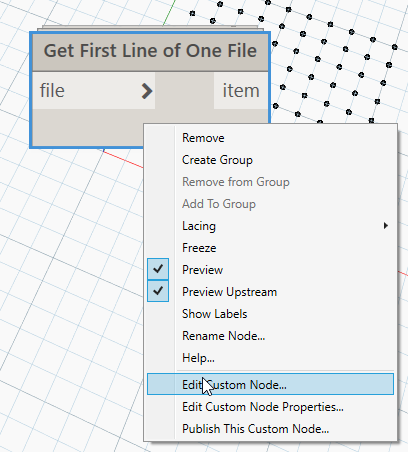 Get First Line of One File
file
item
Remove
Create Group
Remove from Group
Add To Group
Lacing
Freeze
Preview
Preview Upstream
Show Labels
Rename Node...
Help...
Edit Custom Node...
Edit Custom Node Properties...
Publish This Custom Node...